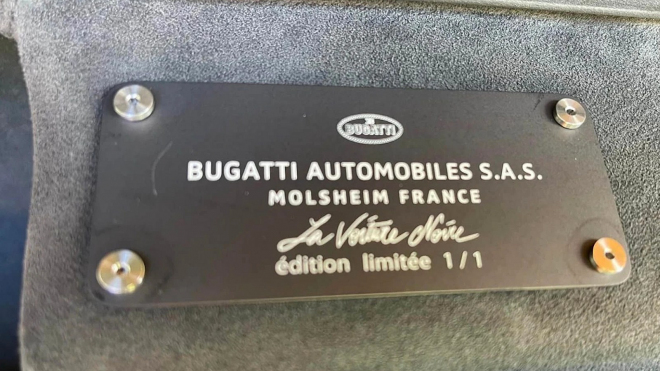 BUGATTI
BUGATTI AUTOMOBILES S.A.S.
MOLSHEIM FRANCE
La Voiture Noire
édition limitée 1/1